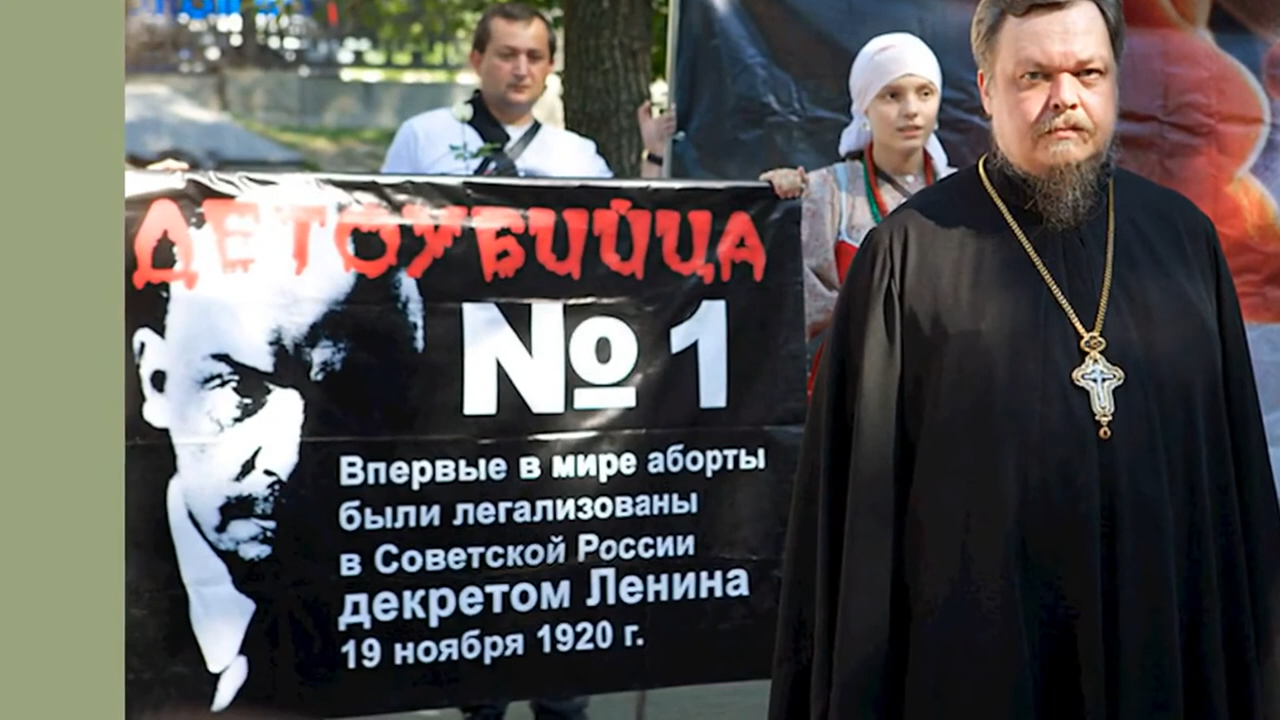 ДЕТОУБИЙЦА
№ 1
Впервые в мире аборты
были легализованы
в Советской России
декретом Ленина
19 ноября 1920 г.